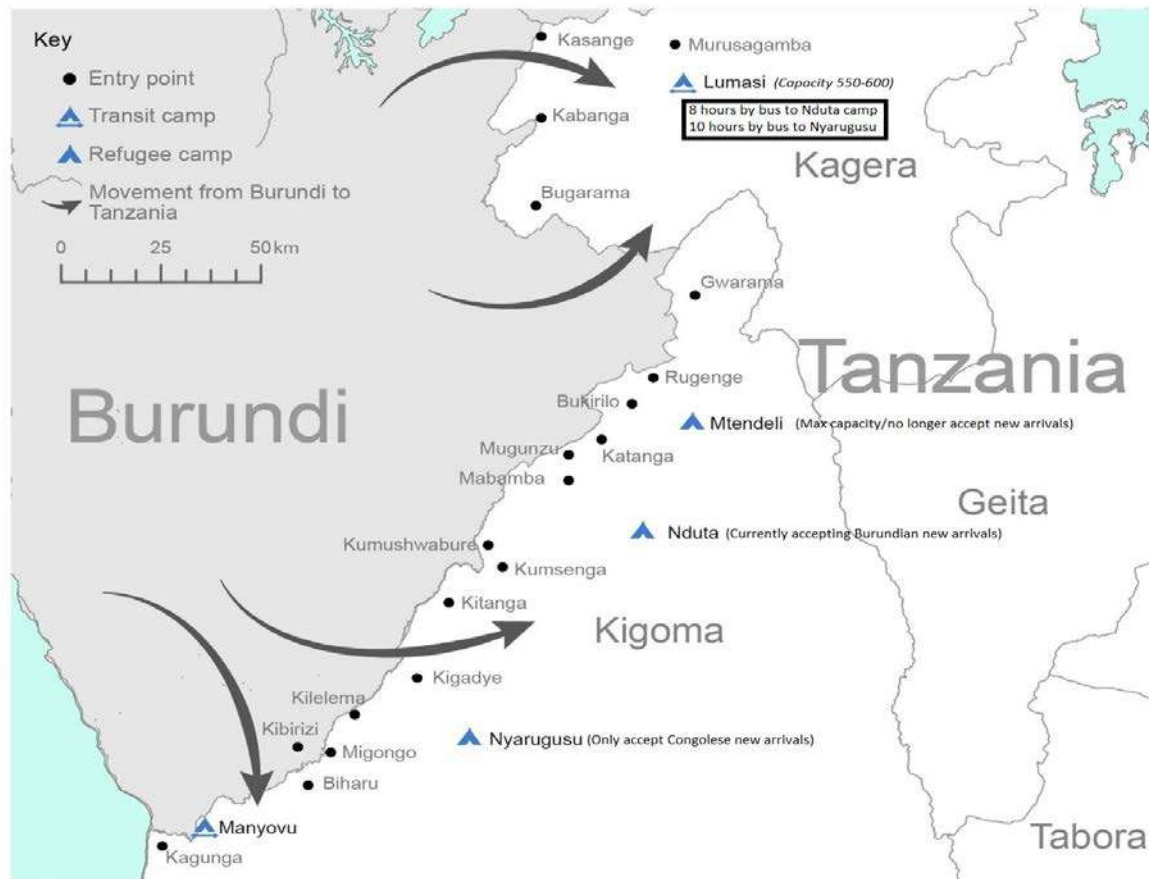 Key
Entry point
Transit camp
Refugee camp
Movement from Burundi to
Tanzania
0 25 50 km
Kasange
Murusagamba
Lumasi (Capacity 550-600)
8 hours by bus to Nduta camp
10 hours by bus to Nyarugusu
Kabanga
Kagera
Bugarama
Gwarama
Tanzania
Burundi
Rugenge
Bukirilo
Mtendeli (Max capacity/no longer accept new arrivals)
Mugunzu
Katanga
Mabamba
Geita
Nduta (Currently accepting Burundian new arrivals)
Kumushwabure
Kumsenga
Kitanga
Kigoma
Kigadye
Kilelema
Kibirizi
Nyarugusu (Only accept Congolese new arrivals)
Migongo
Biharu
Manyovu
Tabora
Kagunga